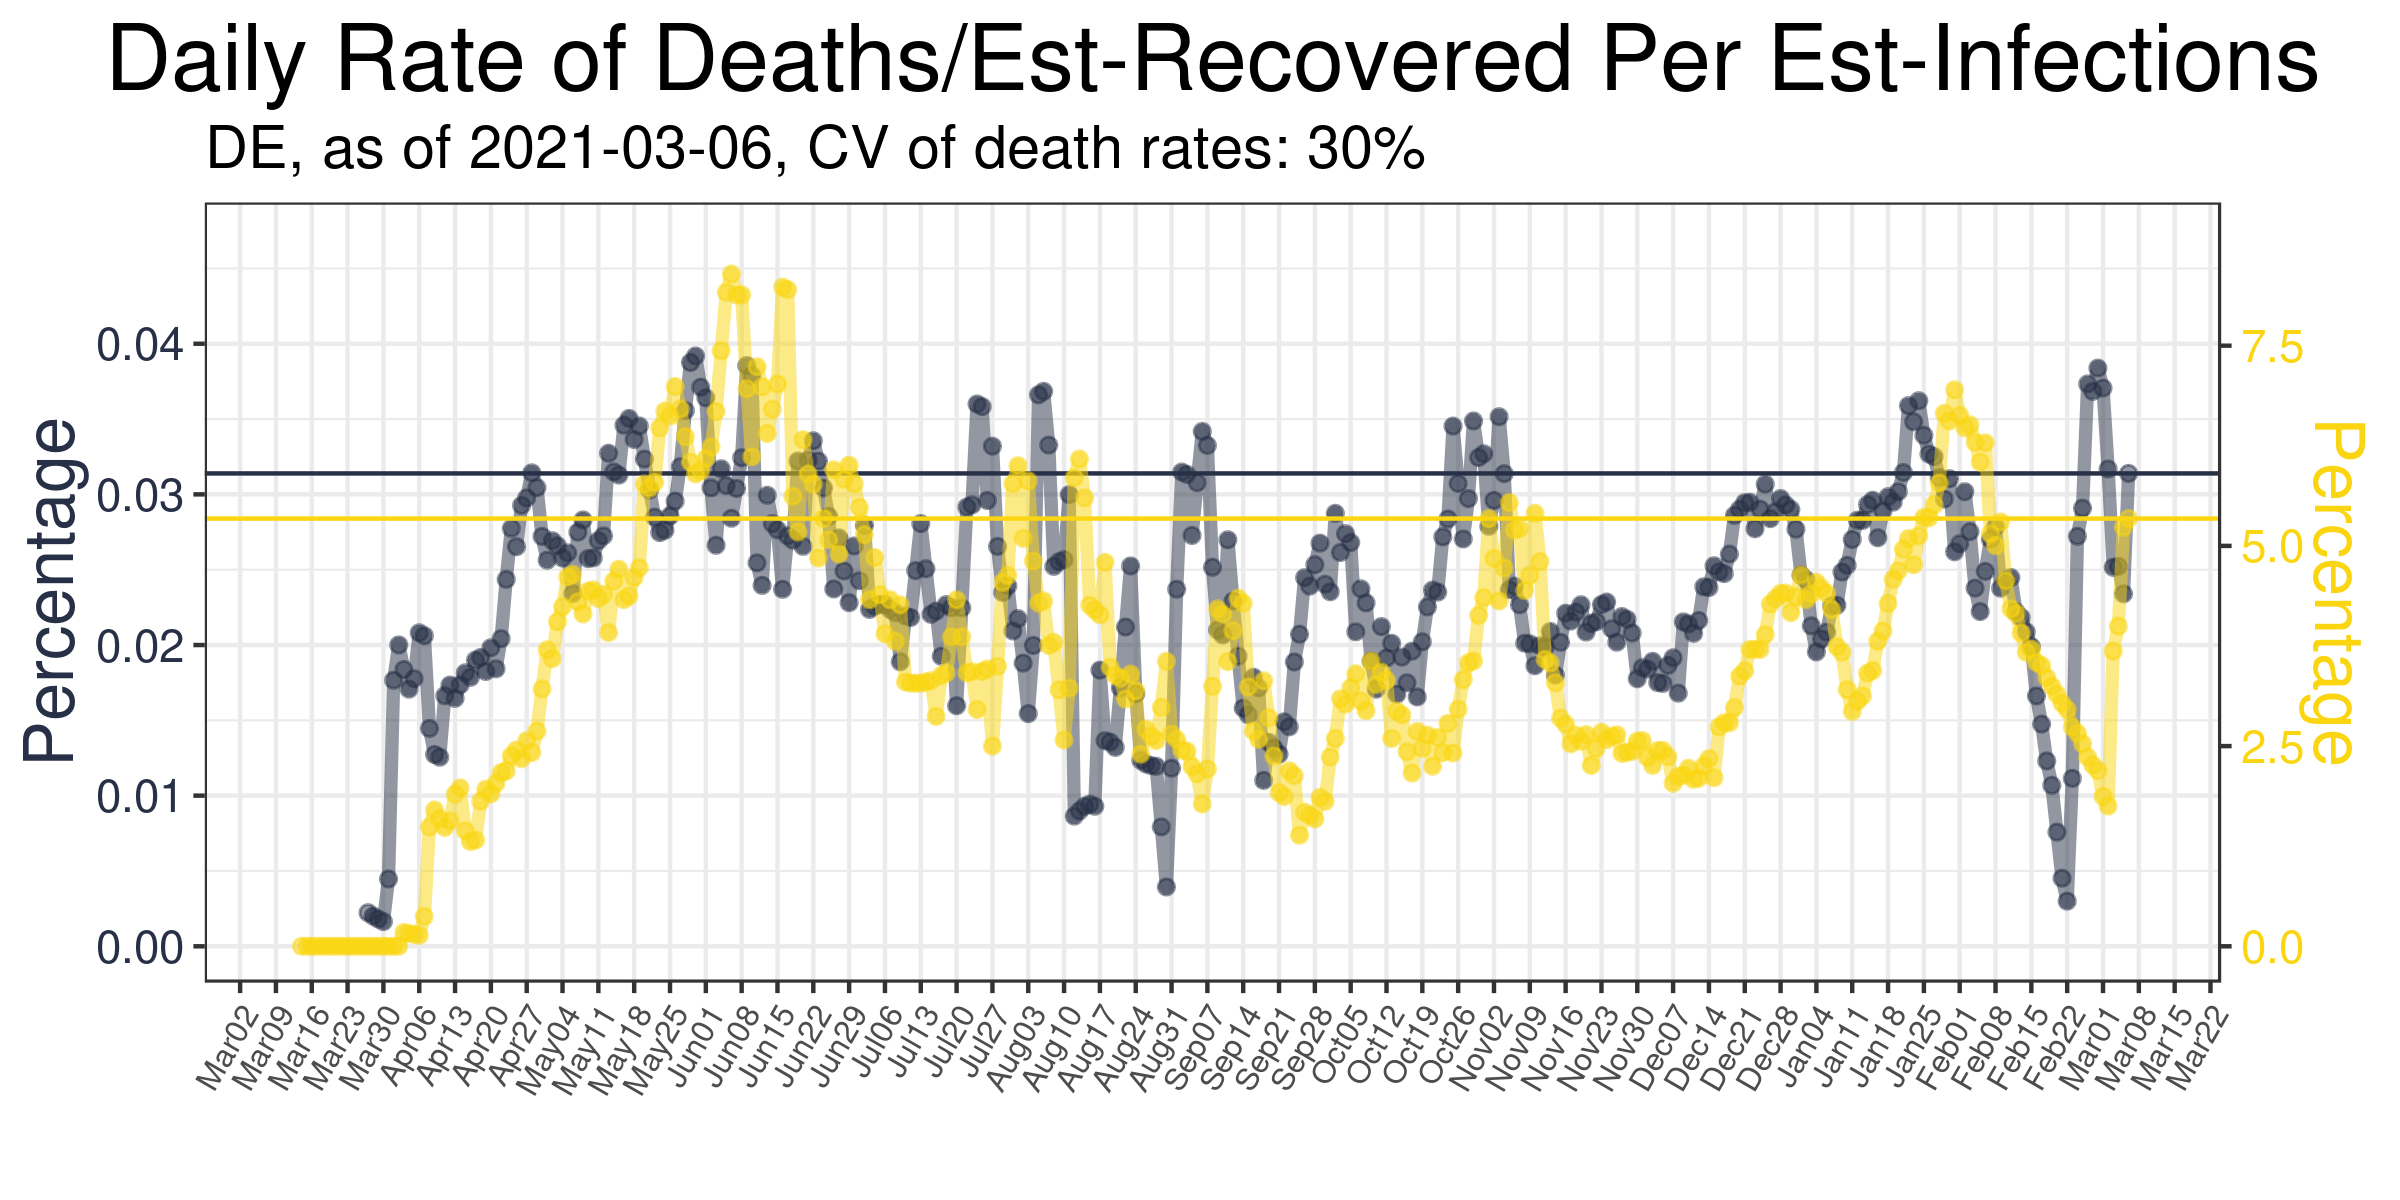 Daily Rate of Deaths/Est-Recovered Per Est-Infections
DE, as of 2021-03-06, CV of death rates: 30%
Percentage
0.04
0.03
0.02
0.01
0.00
7.5
5.0
2.5
0.0
Percentage
Mar02
Mar09
Mar16
Mar23
Mar30
Apr06
Apr13
Apr20
Apr27
May04
May11
May18
May25
Jun01
Jun08
Jun15
Jun22
Jun29
Jul06
Jul13
Jul20
Jul27
Aug03
Aug10
Aug17
Aug24
Aug31
Sep07
Sep14
Sep21
Sep28
Oct05
Oct12
Oct19
Oct26
Nov02
Nov09
Nov16
Nov23
Nov30
Dec07
Dec14
Dec21
Dec28
Jan04
Jan11
Jan18
Jan25
Feb01
Feb08
Feb15
Feb22
Mar01
Mar08
Mar15
Mar22